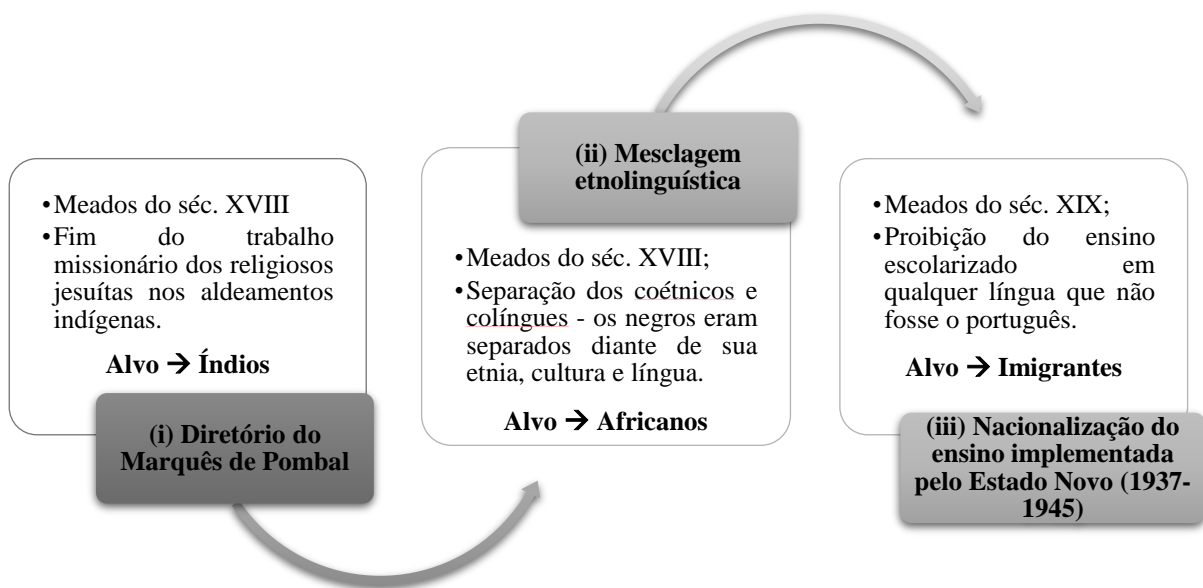 •Meados do séc. XVIII
•Fim do trabalho
missionário dos religiosos
jesuítas nos aldeamentos
indígenas.
Alvo → Índios
(i) Diretório do
Marquês de Pombal
(ii) Mesclagem
etnolinguística
•Meados do séc. XVIII;
•Separação dos coétnicos e
colíngues - os negros eram
separados diante de sua
etnia, cultura e língua.
Alvo → Africanos
•Meados do séc. XIX;
•Proibição do ensino
escolarizado em
qualquer língua que não
fosse o português.
Alvo → Imigrantes
(iii) Nacionalização do
ensino implementada
pelo Estado Novo (1937-
1945)